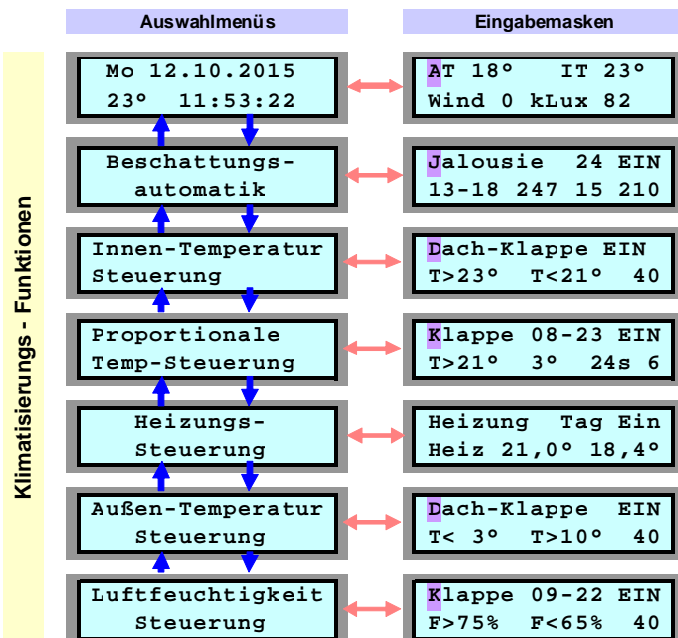 Auswahlmenüs
Eingabemasken
Klimatisierungs - Funktionen
Mo 12.10.2015
23° 11:53:22
AT 18° IT 23°
Wind 0 kLux 82
Beschattungs-
automatik
Jalousie 24 EIN
13-18 247 15 210
Innen-Temperatur
Steuerung
Dach-Klappe EIN
T>23° T<21° 40
Proportionale
Temp-Steuerung
Klappe 08-23 EIN
T>21° 3° 24s 6
Heizungs-
Steuerung
Heizung Tag Ein
Heiz 21,0° 18,4°
Außen-Temperatur
Steuerung
Dach-Klappe EIN
T< 3° T>10° 40
Luftfeuchtigkeit
Steuerung
Klappe 09-22 EIN
F>75% F<65% 40